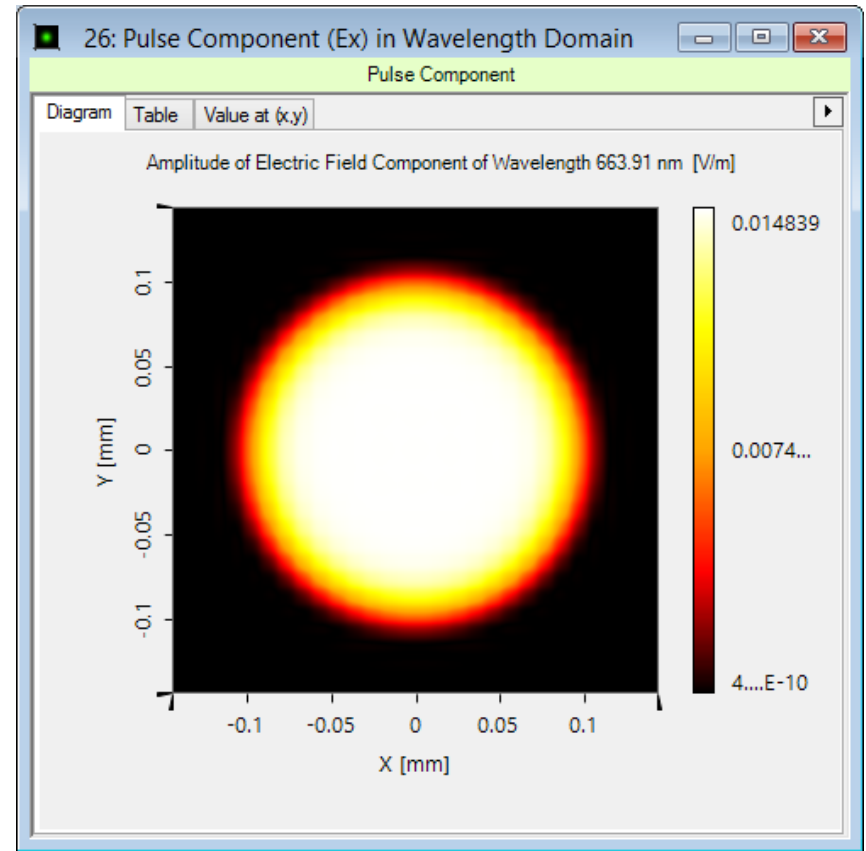 26: Pulse Component (Ex) in Wavelength Domain
Pulse Component
Diagram Table Value at (x,y)
Amplitude of Electric Field Component of Wavelength 663.91 nm [V/m]
0.014839
0.0074...
4....E-10
Y [mm]
0.1
0.05
0
-0.05
-0.1
-0.1 -0.05 0 0.05 0.1
X [mm]